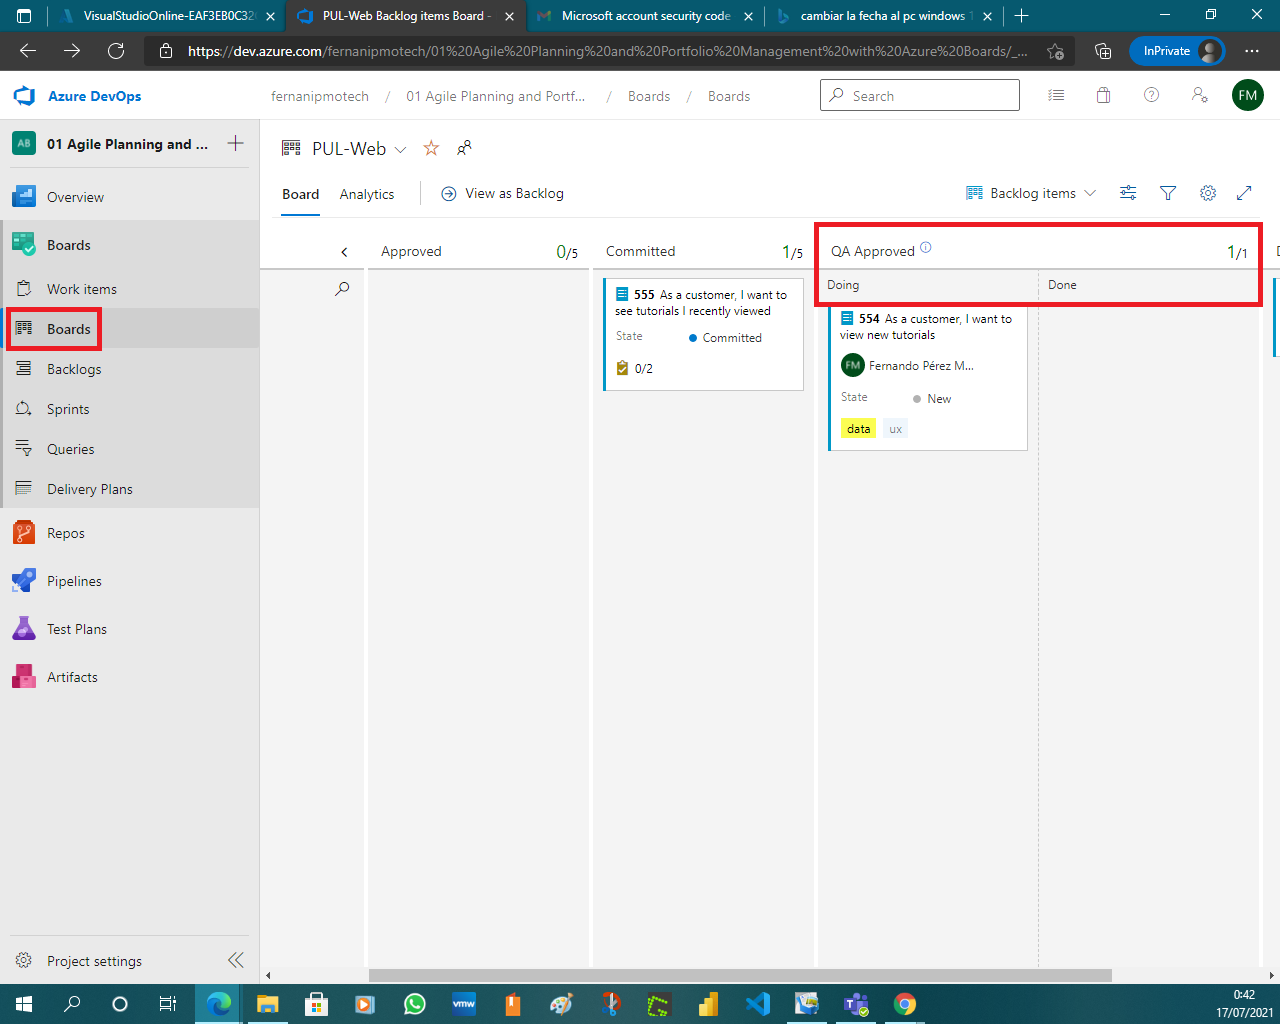 VisualStudioOnline-EAF3EB0C32
PUL-Web Backlog items Board -
Microsoft account security code
cambiar la fecha al pc windows 1
https://dev.azure.com/fernanipmotech/01%20Agile%20Planning%20and%20Portfolio%20Management%20with%20Azure%20Boards/_...
InPrivate
Azure DevOps
fernanipmotech / 01 Agile Planning and Portf... / Boards / Boards
Search
FM
AB 01 Agile Planning and ...
PUL-Web
Overview
Board Analytics View as Backlog
Backlog items
Boards
Approved 0/5
Committed 1/5
QA Approved 1/1
Doing
Done
Work items
555 As a customer, I want to
see tutorials I recently viewed
State Committed
0/2
554 As a customer, I want to
view new tutorials
FM Fernando Pérez M...
State New
data ux
Boards
Backlogs
Sprints
Queries
Delivery Plans
Repos
Pipelines
Test Plans
Artifacts
Project settings
vmw
0:42
17/07/2021